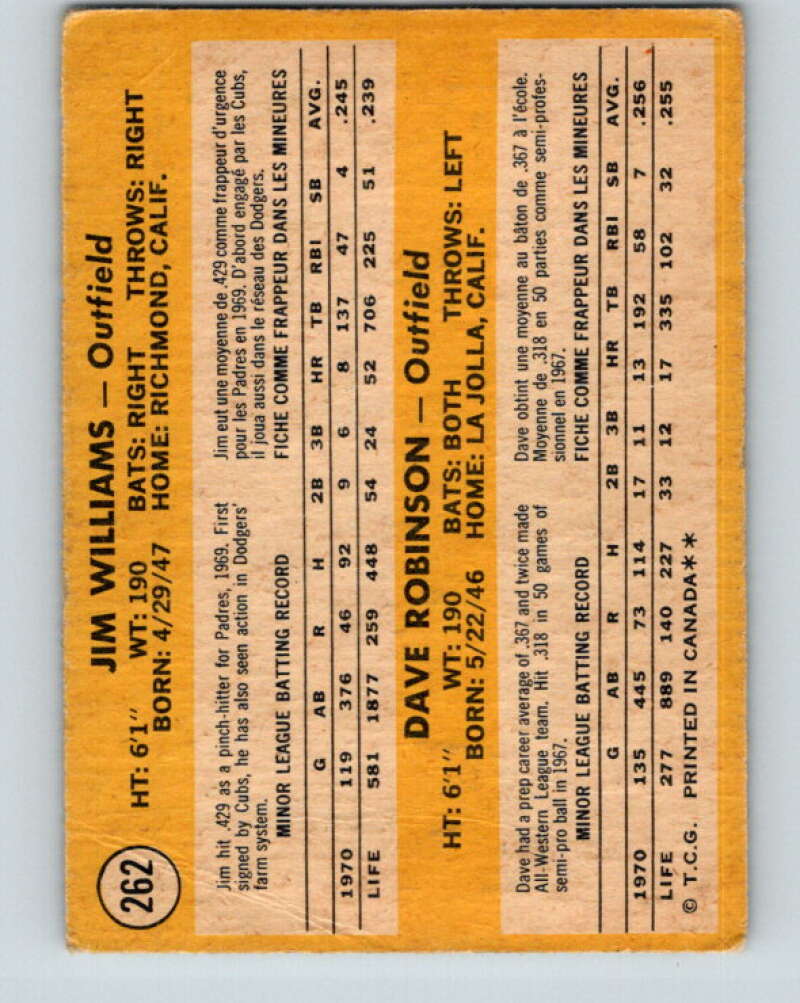 262
JIM WILLIAMS — Outfield
HT: 6'1" WT: 190 BATS: RIGHT THROWS: RIGHT
BORN: 4/29/47 HOME: RICHMOND, CALIF.
Jim hit .429 as a pinch-hitter for Padres, 1969. First
signed by Cubs, he has also seen action in Dodgers'
farm system.
Jim eut une moyenne de .429 comme frappeur d'urgence
pour les Padres en 1969. D'abord engagé par les Cubs,
il joua aussi dans le réseau des Dodgers.
MINOR LEAGUE BATTING RECORD FICHE COMME FRAPPEUR DANS LES MINEURES
G AB R H 2B 3B HR TB RBI SB AVG.
1970 119 376 46 92 9 6 8 137 47 4 .245
LIFE 581 1877 259 448 54 24 52 706 225 51 .239
DAVE ROBINSON — Outfield
HT: 6'1" WT: 190 BATS: BOTH THROWS: LEFT
BORN: 5/22/46 HOME: LA JOLLA, CALIF.
Dave had a prep career average of .367 and twice made
All-Western League team. Hit .318 in 50 games of
semi-pro ball in 1967.
Dave obtint une moyenne au bâton de .367 à l'école.
Moyenne de .318 en 50 parties comme semi-profes-
sionnel en 1967.
MINOR LEAGUE BATTING RECORD FICHE COMME FRAPPEUR DANS LES MINEURES
G AB R H 2B 3B HR TB RBI SB AVG.
1970 135 445 73 114 17 11 13 192 58 7 .256
LIFE 277 889 140 227 33 12 17 335 102 32 .255
© T.C.G. PRINTED IN CANADA**